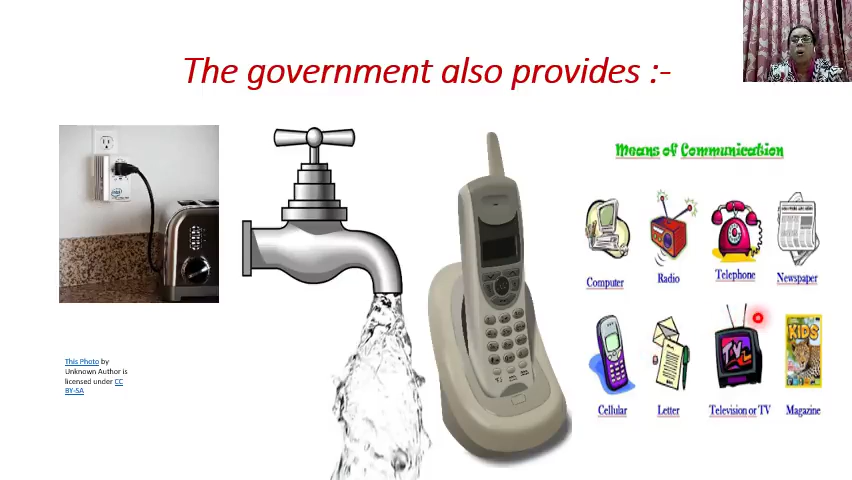 The government also provides :-
Means of Communication
Computer
Radio
Telephone
Newspaper
Cellular
Letter
Television or TV
Magazine
KIDS
This Photo by
Unknown Author is
licensed under CC
BY-SA